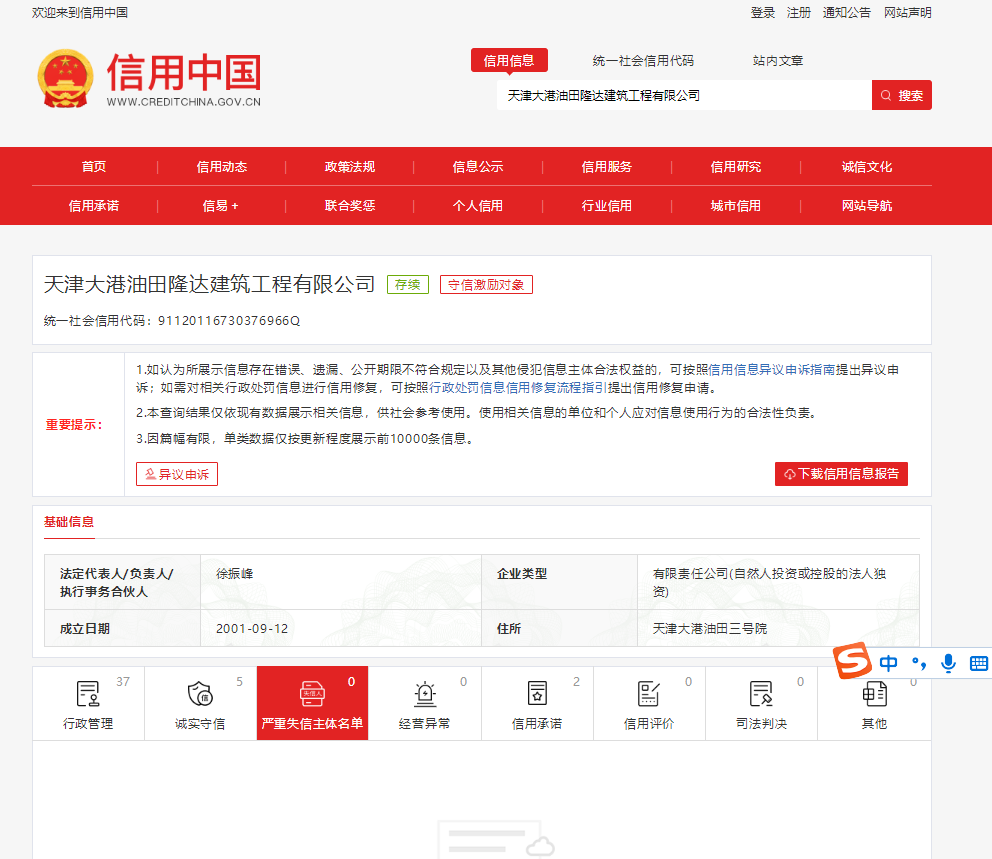 欢迎来到信用中国
登录 注册 通知公告 网站声明
信用中国
WWW.CREDITCHINA.GOV.CN
信用信息 统一社会信用代码 站内文章
天津大港油田隆达建筑工程有限公司 搜索
首页 信用动态 政策法规 信息公示 信用服务 信用研究 诚信文化
信用承诺 信易+ 联合奖惩 个人信用 行业信用 城市信用 网站导航
天津大港油田隆达建筑工程有限公司 存续 守信激励对象
统一社会信用代码：91120116730376966Q
重要提示：
1.如认为所展示信息存在错误、遗漏、公开期限不符合规定以及其他侵犯信息主体合法权益的，可按照信用信息异议申诉指南提出异议申
诉；如需对相关行政处罚信息进行信用修复，可按照行政处罚信息信用修复流程指引提出信用修复申请。
2.本查询结果仅依现有数据展示相关信息，供社会参考使用。使用相关信息的单位和个人应对信息使用行为的合法性负责。
3.因篇幅有限，单类数据仅按更新程度展示前10000条信息。
异议申诉 下载信用信息报告
基础信息
法定代表人/负责人/
执行事务合伙人
徐振峰
企业类型
有限责任公司(自然人投资或控股的法人独
资)
成立日期 2001-09-12 住所 天津大港油田三号院
中
37 5 0 0 2 0 0 0
信
失信人
行政管理 诚实守信 严重失信主体名单 经营异常 信用承诺 信用评价 司法判决 其他